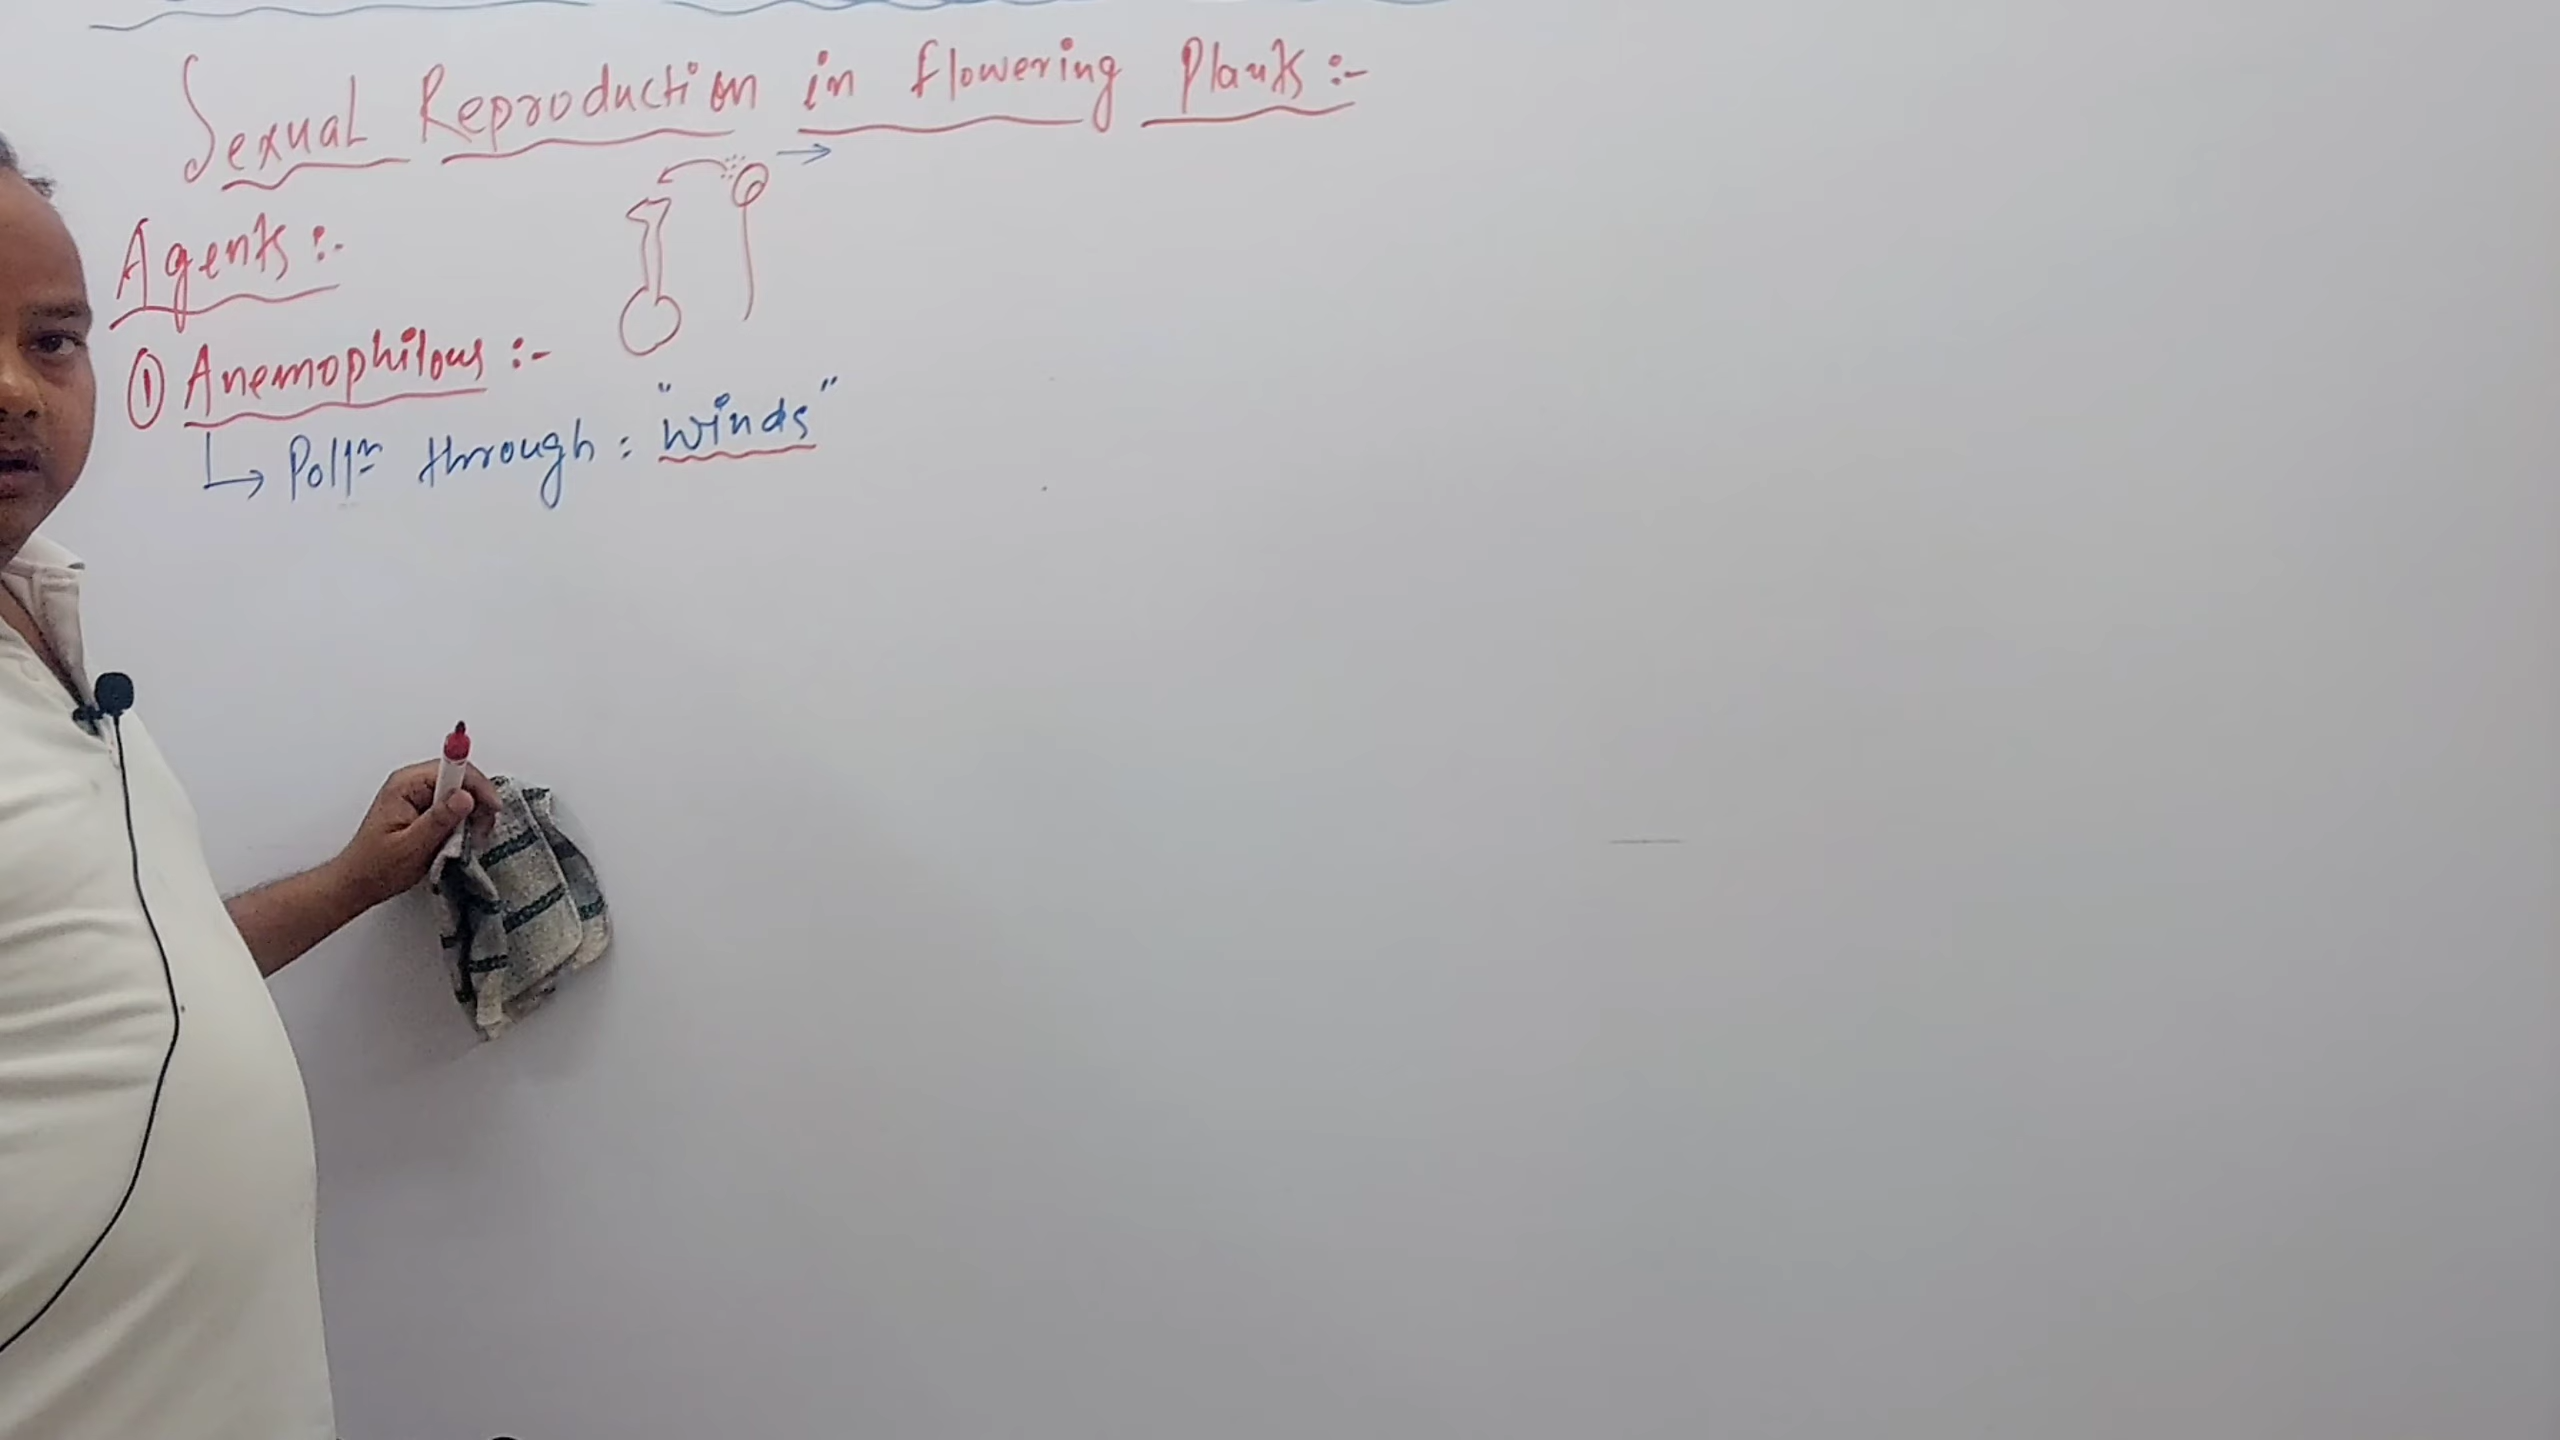 Sexual Reproduction in flowering Plants :-
Agents :-
① Anemophilous :-
↳ Pollⁿ through : "winds"